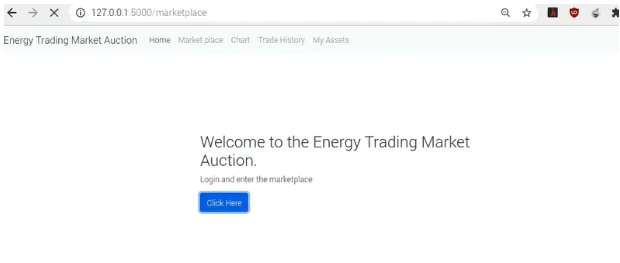 127.0.0.1:5000/marketplace
Energy Trading Market Auction Home Market place Chart Trade History My Assets
Welcome to the Energy Trading Market
Auction.
Login and enter the marketplace
Click Here